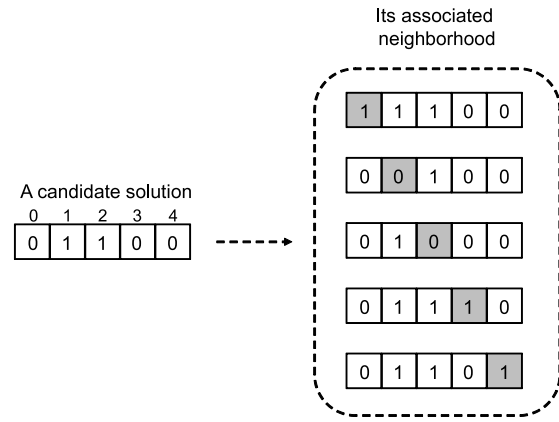 Its associated
neighborhood
1 1 1 0 0
0 0 1 0 0
A candidate solution
0 1 2 3 4
0 1 1 0 0
0 1 0 0 0
0 1 1 1 0
0 1 1 0 1